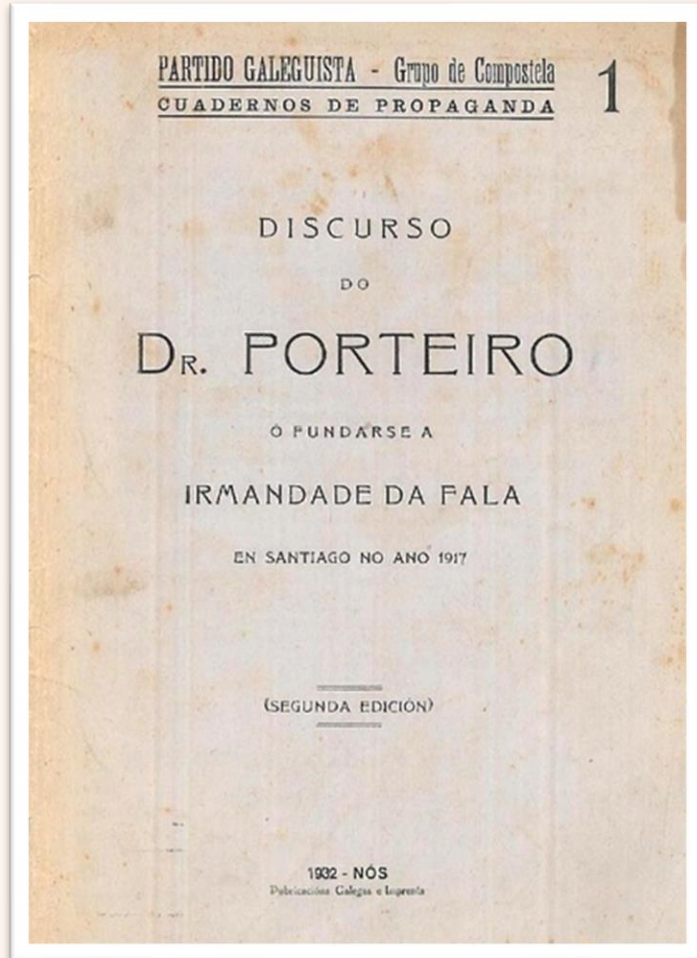 PARTIDO GALEGUISTA - Grupo de Compostela
CUADERNOS DE PROPAGANDA
1
DISCURSO
DO
DR. PORTEIRO
Ó FUNDARSE A
IRMANDADE DA FALA
EN SANTIAGO NO ANO 1917
(SEGUNDA EDICIÓN)
1932 - NÓS
Pubricacións Galegas e Imprenta